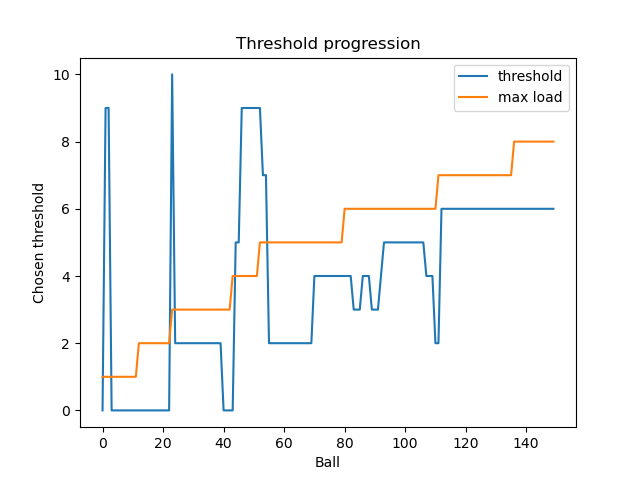 Threshold progression
threshold
max load
Chosen threshold
10
8
6
4
2
0
0 20 40 60 80 100 120 140
Ball